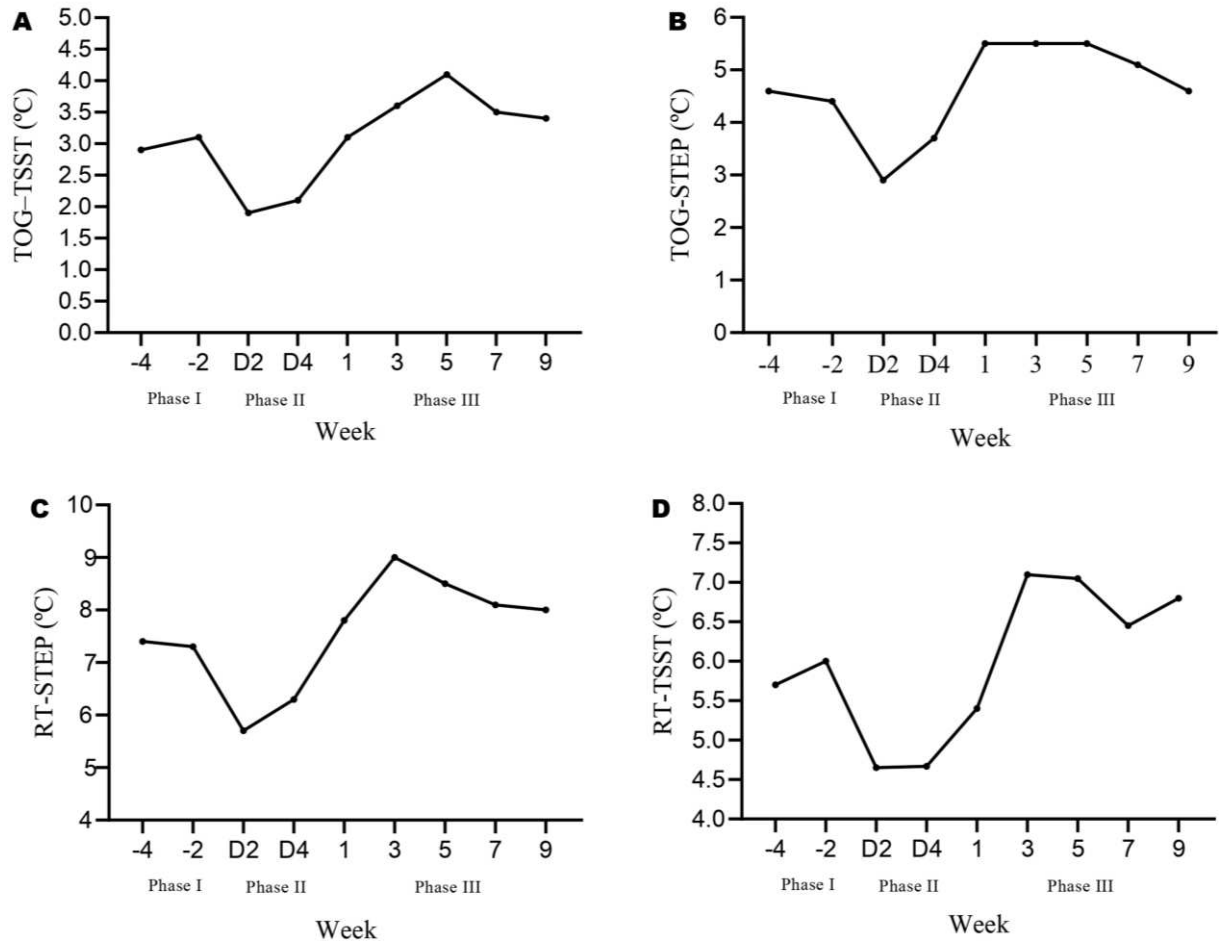 A
TOG–TSST (ºC)
5.0
4.5
4.0
3.5
3.0
2.5
2.0
1.5
1.0
0.5
0.0
-4 -2 D2 D4 1 3 5 7 9
Phase I Phase II Phase III
Week
B
TOG-STEP (ºC)
6
5
4
3
2
1
0
-4 -2 D2 D4 1 3 5 7 9
Phase I Phase II Phase III
Week
C
RT-STEP (ºC)
10
9
8
7
6
5
4
-4 -2 D2 D4 1 3 5 7 9
Phase I Phase II Phase III
Week
D
RT-TSST (ºC)
8.0
7.5
7.0
6.5
6.0
5.5
5.0
4.5
4.0
-4 -2 D2 D4 1 3 5 7 9
Phase I Phase II Phase III
Week